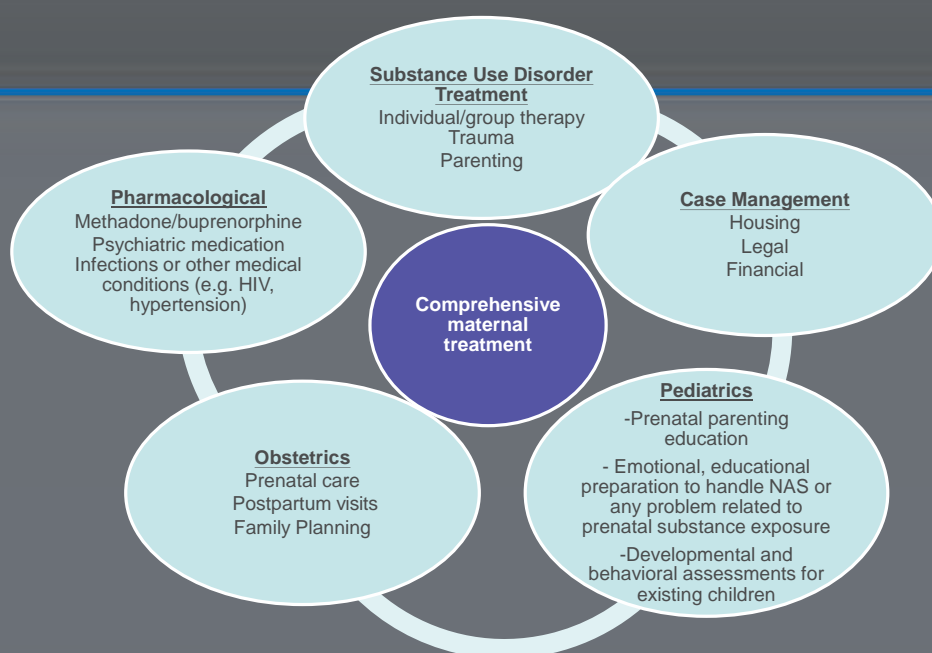 Substance Use Disorder
Treatment
Individual/group therapy
Trauma
Parenting
Pharmacological
Methadone/buprenorphine
Psychiatric medication
Infections or other medical
conditions (e.g. HIV,
hypertension)
Case Management
Housing
Legal
Financial
Comprehensive
maternal
treatment
Obstetrics
Prenatal care
Postpartum visits
Family Planning
Pediatrics
-Prenatal parenting
education
- Emotional, educational
preparation to handle NAS or
any problem related to
prenatal substance exposure
-Developmental and
behavioral assessments for
existing children